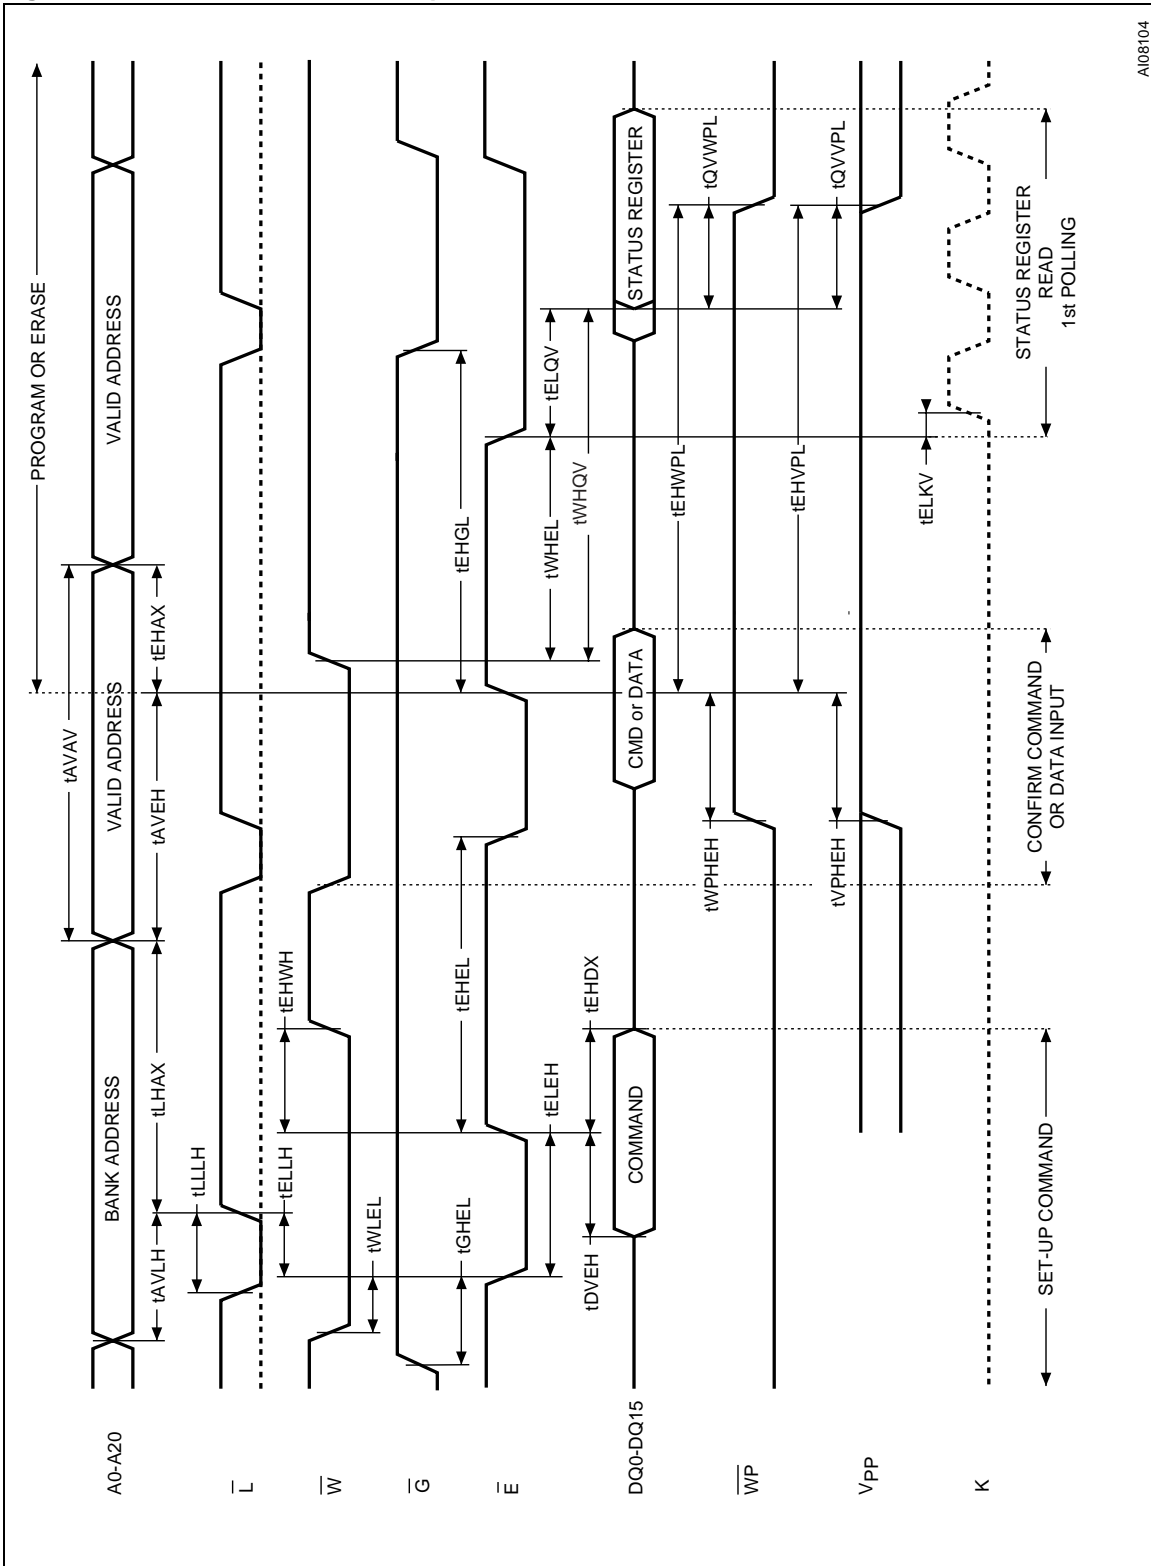 PROGRAM OR ERASE
tAVAV
A0-A20
BANK ADDRESS
VALID ADDRESS
VALID ADDRESS
tAVLH
tLHAX
tAVEH
tEHAX
tLLLH
L
tELLH
tEHWH
W
tWLEL
G
tGHEL
tEHEL
tEHGL
E
tELEH
tWHEL
tELQV
tDVEH
tEHDX
tWHQV
DQ0-DQ15
COMMAND
CMD or DATA
STATUS REGISTER
tEHWPL
tWPHEH
tQVWPL
WP
tEHVPL
tVPHEH
tQVVPL
VPP
tELKV
K
SET-UP COMMAND
CONFIRM COMMAND
OR DATA INPUT
STATUS REGISTER
READ
1st POLLING
AI08104